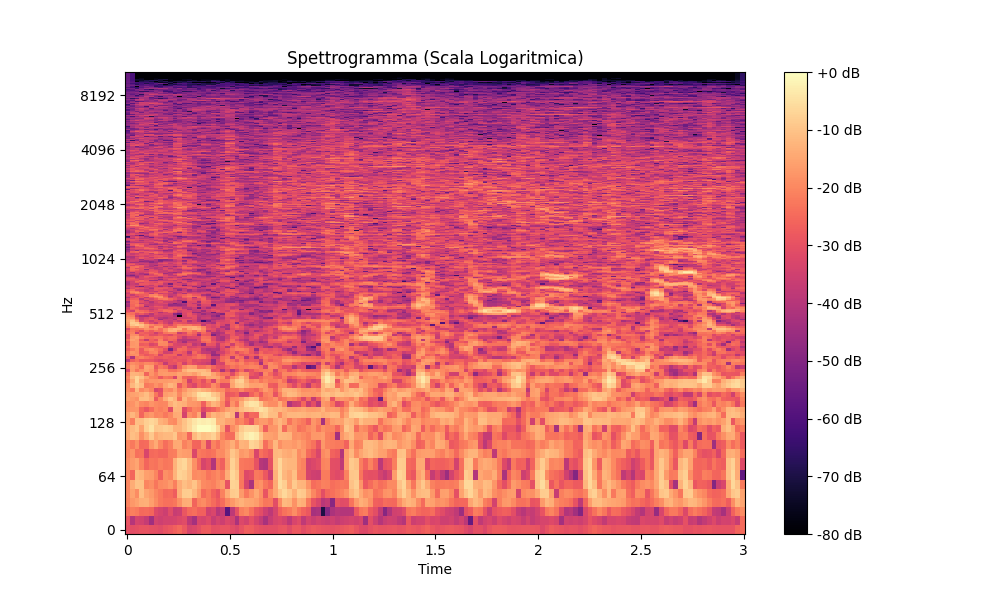 Spettrogramma (Scala Logaritmica)
Hz
8192
4096
2048
1024
512
256
128
64
0
0 0.5 1 1.5 2 2.5 3
Time
+0 dB
-10 dB
-20 dB
-30 dB
-40 dB
-50 dB
-60 dB
-70 dB
-80 dB